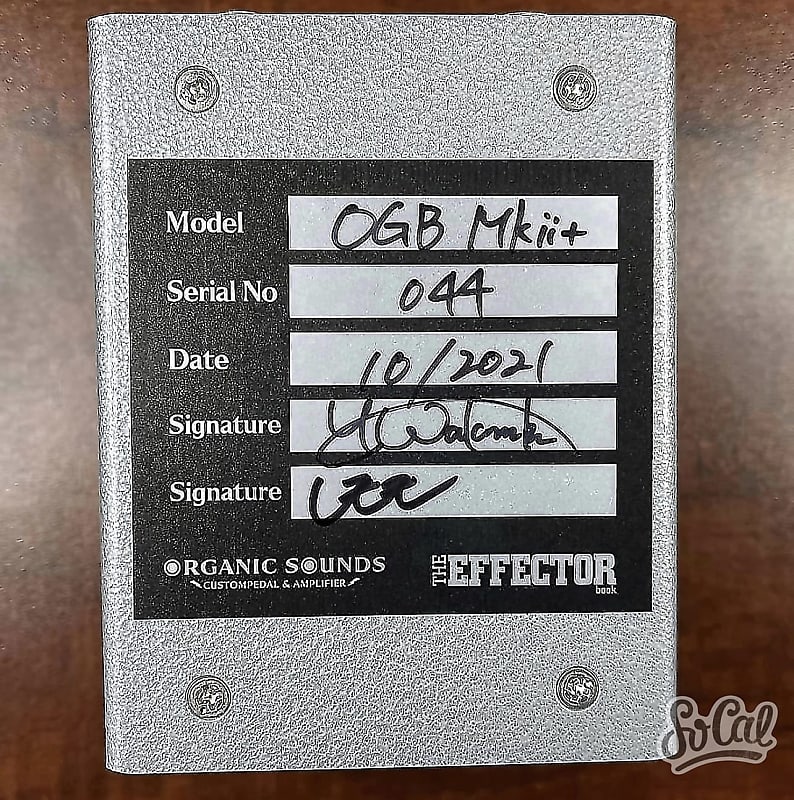 Model OGB Mkii+
Serial No 044
Date 10/2021
Signature
Signature
ORGANIC SOUNDS
CUSTOMPEDAL & AMPLIFIER
THE EFFECTOR
book
SoCal